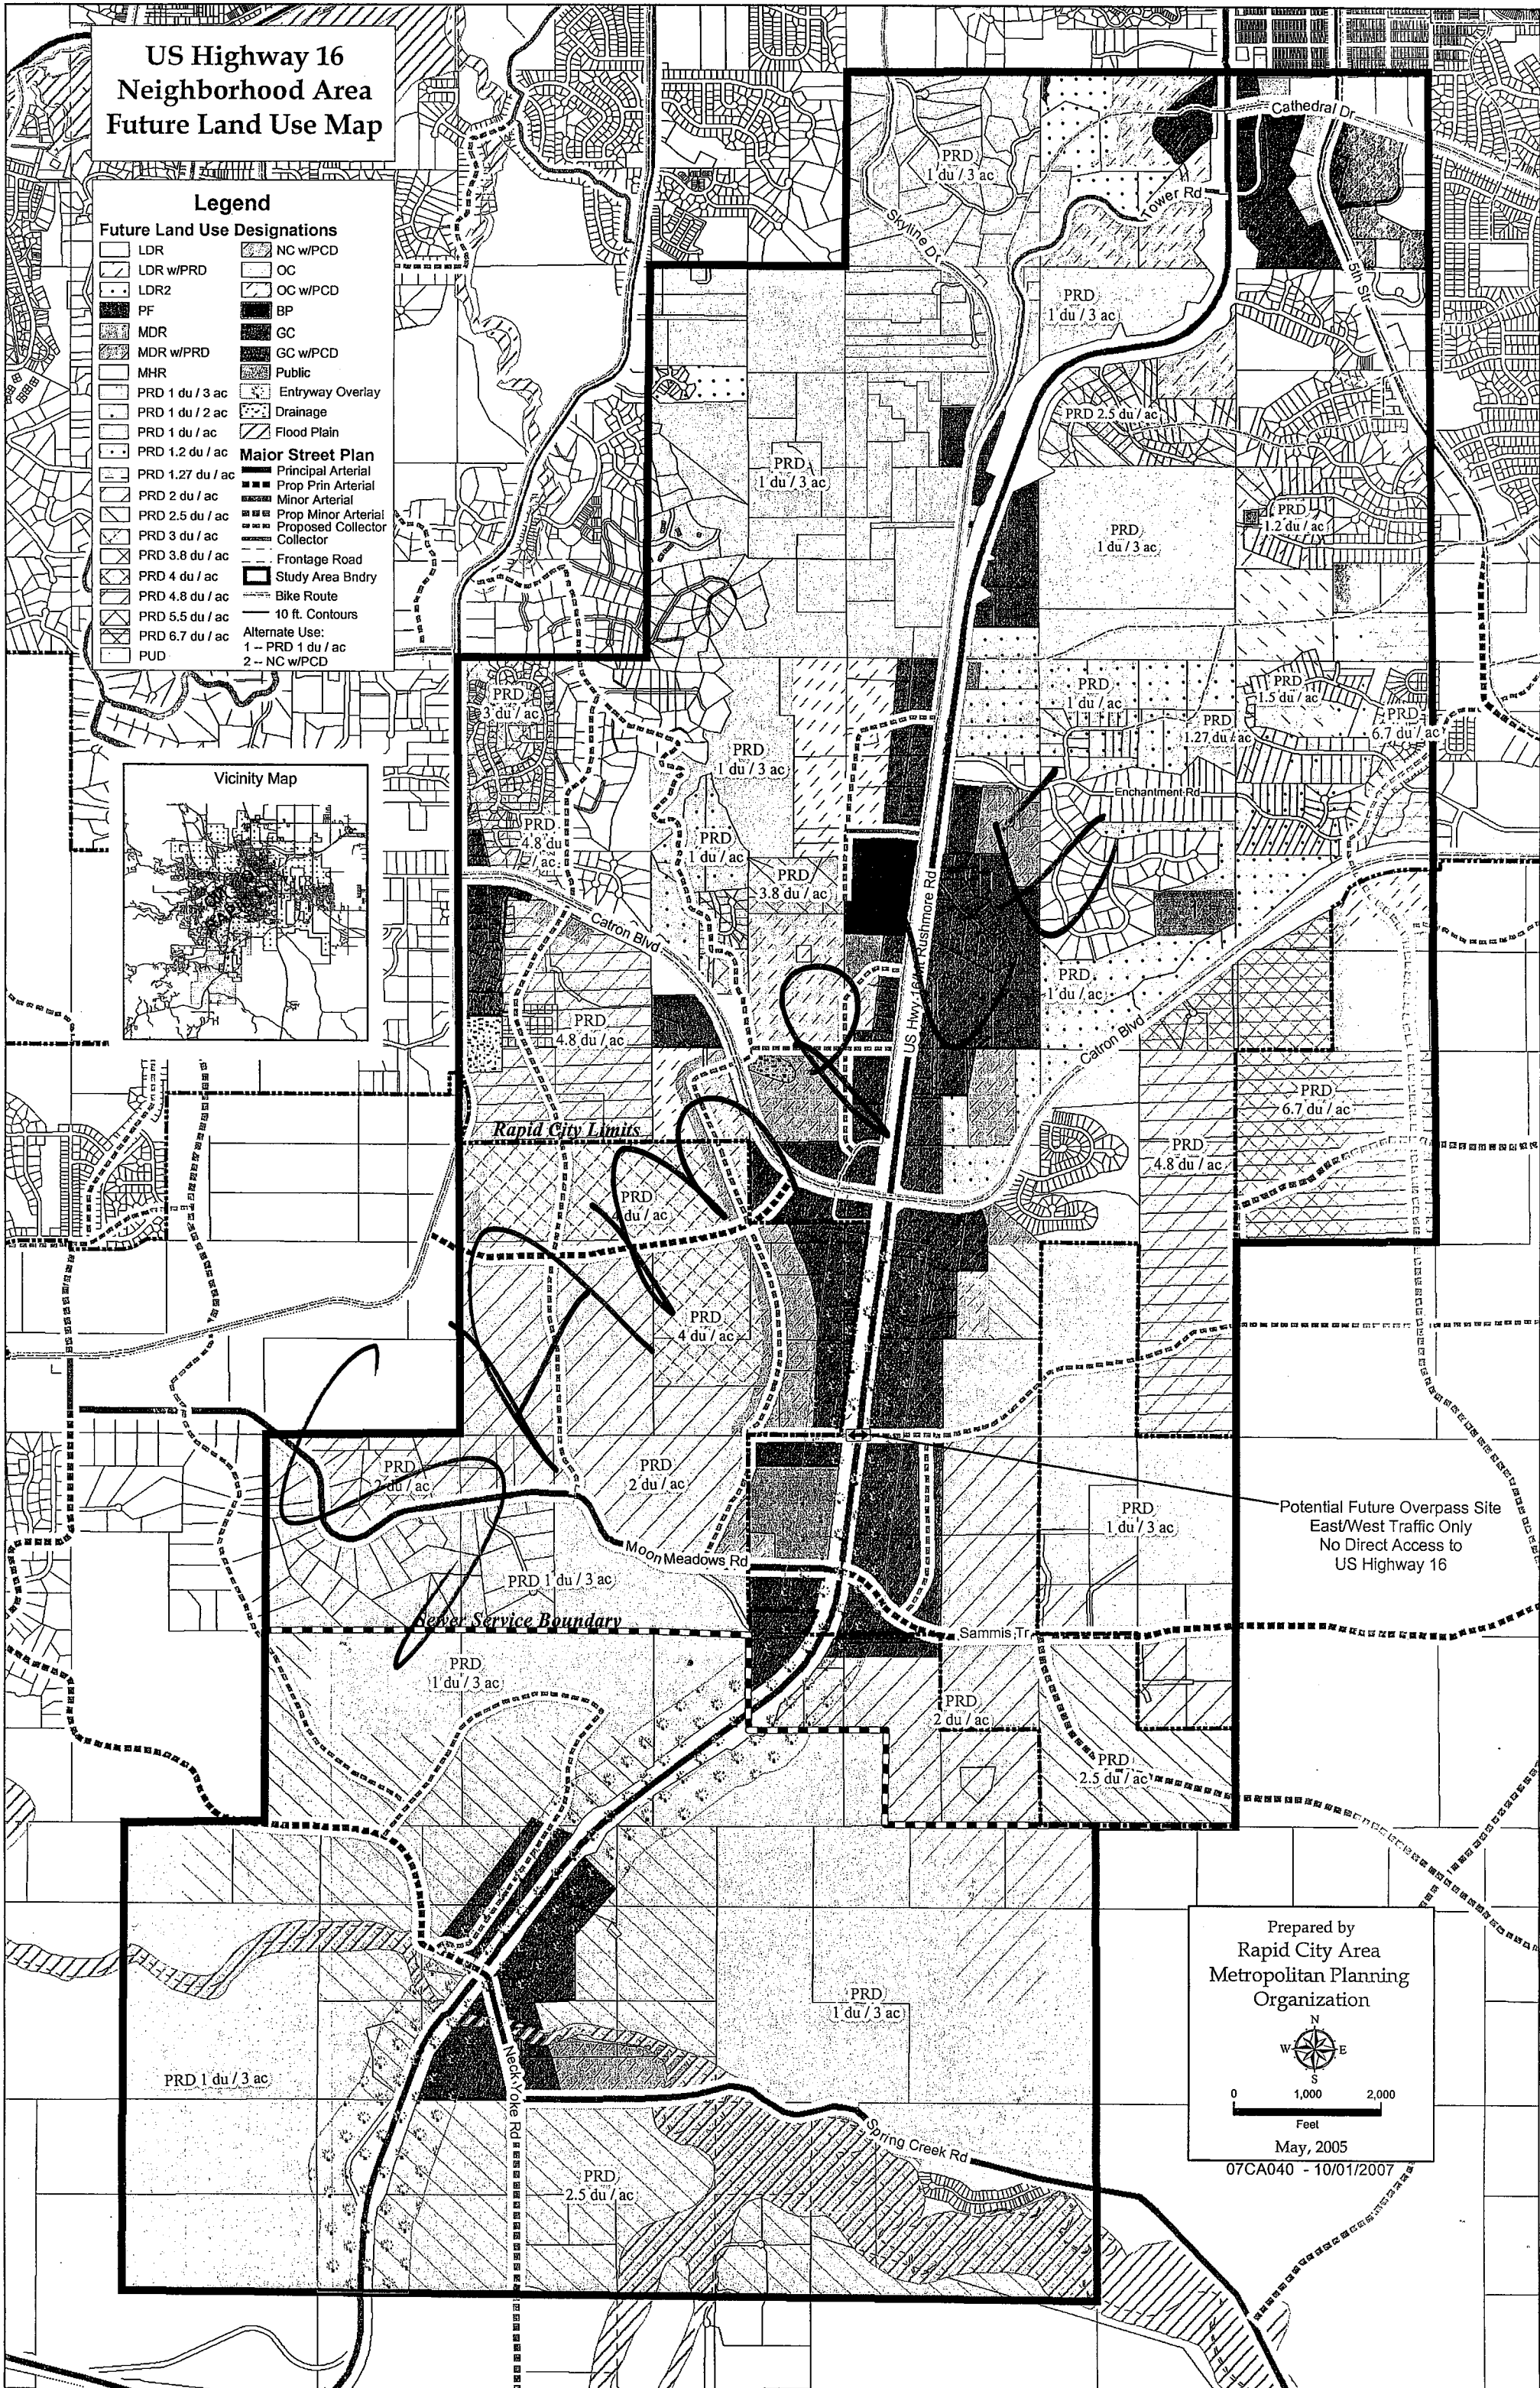 US Highway 16
Neighborhood Area
Future Land Use Map
Legend
Future Land Use Designations
LDR
LDR w/PRD
LDR2
PF
MDR
MDR w/PRD
MHR
PRD 1 du / 3 ac
PRD 1 du / 2 ac
PRD 1 du / ac
PRD 1.2 du / ac
PRD 1.27 du / ac
PRD 2 du / ac
PRD 2.5 du / ac
PRD 3 du / ac
PRD 3.8 du / ac
PRD 4 du / ac
PRD 4.8 du / ac
PRD 5.5 du / ac
PRD 6.7 du / ac
PUD
NC w/PCD
OC
OC w/PCD
BP
GC
GC w/PCD
Public
Entryway Overlay
Drainage
Flood Plain
Major Street Plan
Principal Arterial
Prop Prin Arterial
Minor Arterial
Prop Minor Arterial
Proposed Collector
Collector
Frontage Road
Study Area Bndry
Bike Route
10 ft. Contours
Alternate Use:
1 -- PRD 1 du / ac
2 -- NC w/PCD
Vicinity Map
Cathedral Dr
PRD
1 du / 3 ac
Tower Rd
Skyline Dr
5th Str
PRD
1 du / 3 ac
PRD 2.5 du / ac
PRD
1 du / 3 ac
PRD
1.2 du / ac
PRD
1 du / 3 ac
PRD
3 du / ac
PRD
1 du / ac
PRD
1.5 du / ac
PRD
1.27 du / ac
PRD
6.7 du / ac
PRD
1 du / 3 ac
Enchantment Rd
PRD
4.8 du
/ ac
PRD
1 du / ac
PRD
3.8 du / ac
Catron Blvd
US Hwy 16/Mt Rushmore Rd
PRD
1 du / ac
PRD
4.8 du / ac
Catron Blvd
PRD
6.7 du / ac
Rapid City Limits
PRD
4.8 du / ac
PRD
4 du / ac
PRD
4 du / ac
PRD
2 du / ac
PRD
2 du / ac
PRD
1 du / 3 ac
Potential Future Overpass Site
East/West Traffic Only
No Direct Access to
US Highway 16
Moon Meadows Rd
PRD 1 du / 3 ac
Sewer Service Boundary
Sammis Tr
PRD
1 du / 3 ac
PRD
2 du / ac
PRD
2.5 du / ac
PRD
1 du / 3 ac
PRD 1 du / 3 ac
Neck Yoke Rd
Spring Creek Rd
PRD
2.5 du / ac
Prepared by
Rapid City Area
Metropolitan Planning
Organization
N
W E
S
0 1,000 2,000
Feet
May, 2005
07CA040 - 10/01/2007